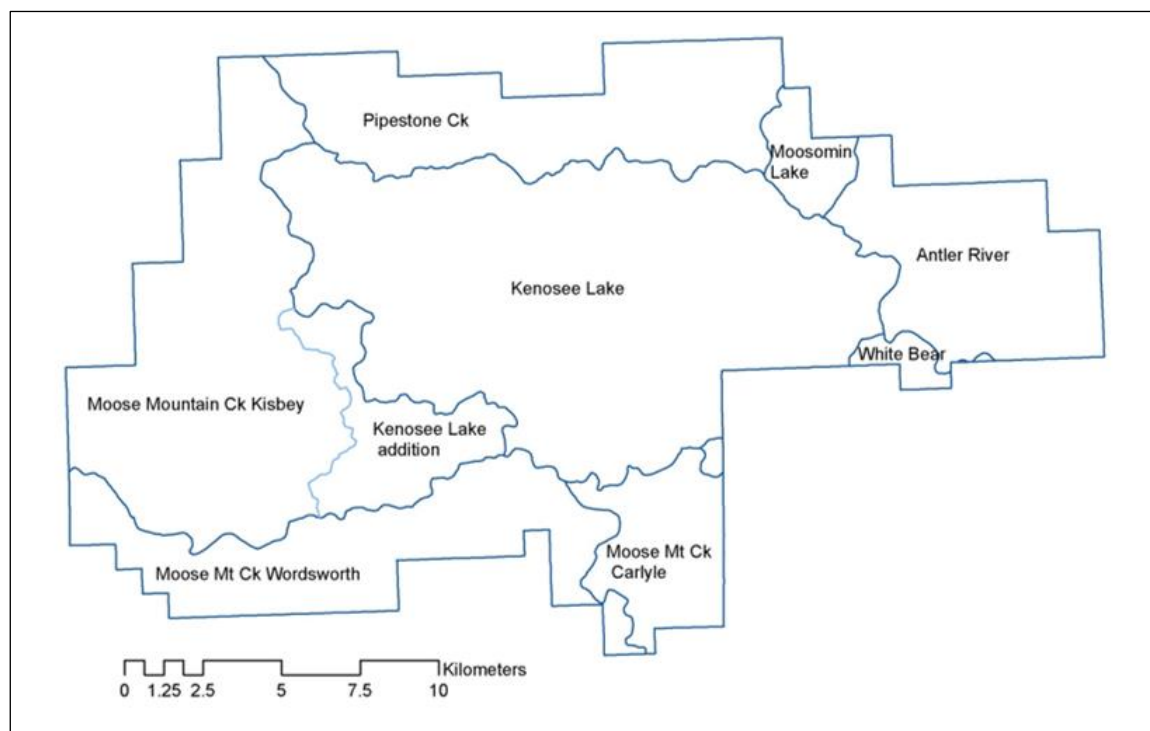 Pipestone Ck
Moosomin
Lake
Antler River
Kenosee Lake
White Bear
Moose Mountain Ck Kisbey
Kenosee Lake
addition
Moose Mt Ck
Carlyle
Moose Mt Ck Wordsworth
Kilometers
0 1.25 2.5 5 7.5 10